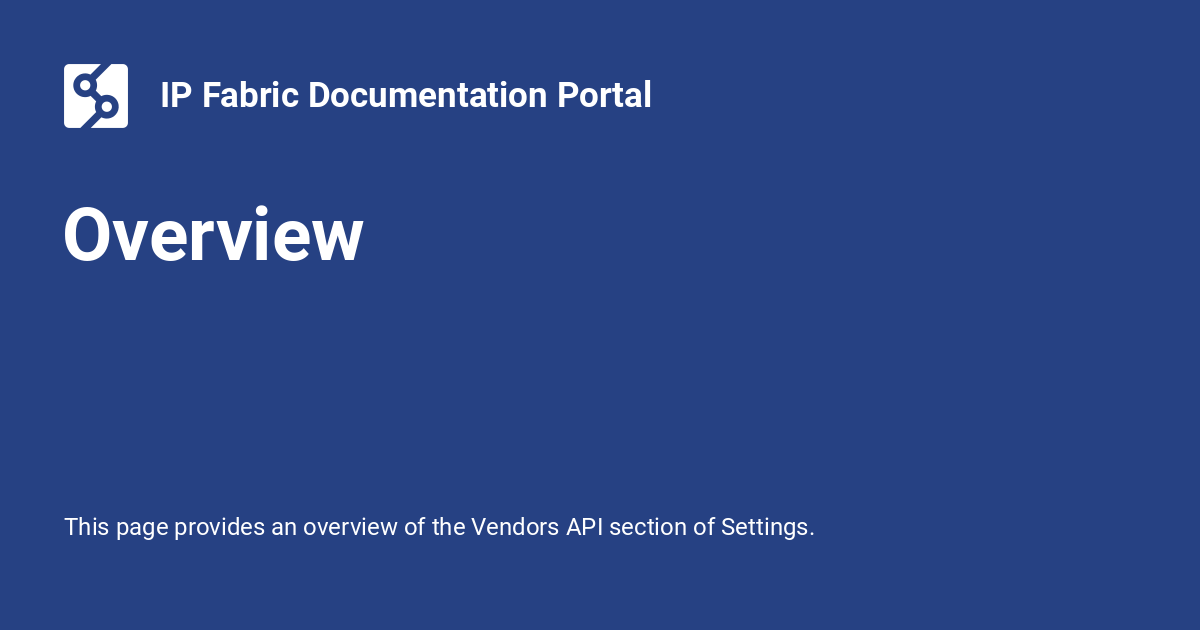 IP Fabric Documentation Portal
Overview
This page provides an overview of the Vendors API section of Settings.